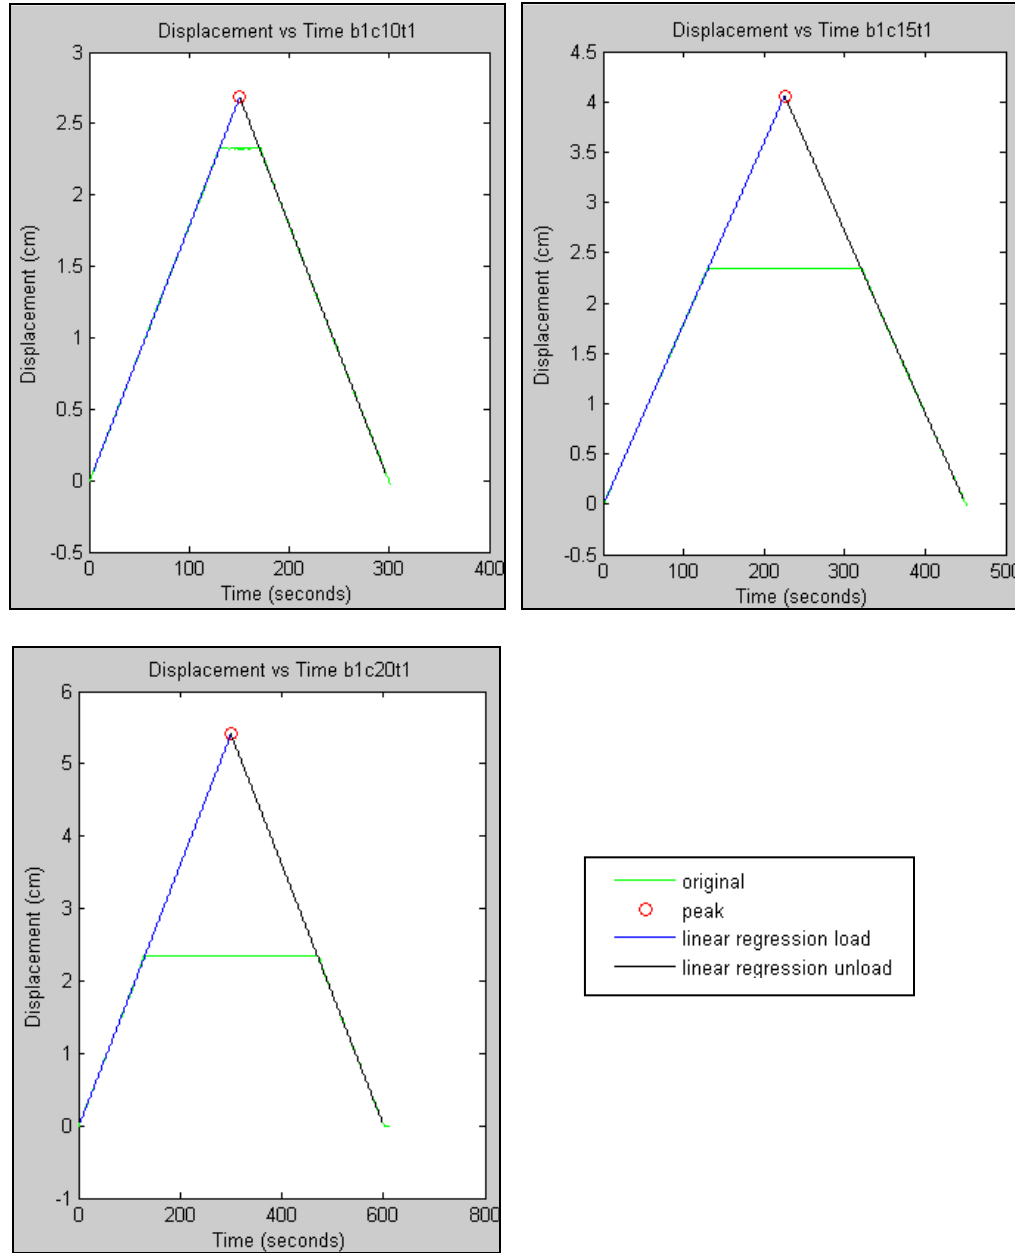 Displacement vs Time b1c10t1
3
2.5
2
1.5
1
0.5
0
-0.5
Displacement (cm)
0 100 200 300 400
Time (seconds)
Displacement vs Time b1c15t1
4.5
4
3.5
3
2.5
2
1.5
1
0.5
0
-0.5
Displacement (cm)
0 100 200 300 400 500
Time (seconds)
Displacement vs Time b1c20t1
6
5
4
3
2
1
0
-1
Displacement (cm)
0 200 400 600 800
Time (seconds)
original
peak
linear regression load
linear regression unload